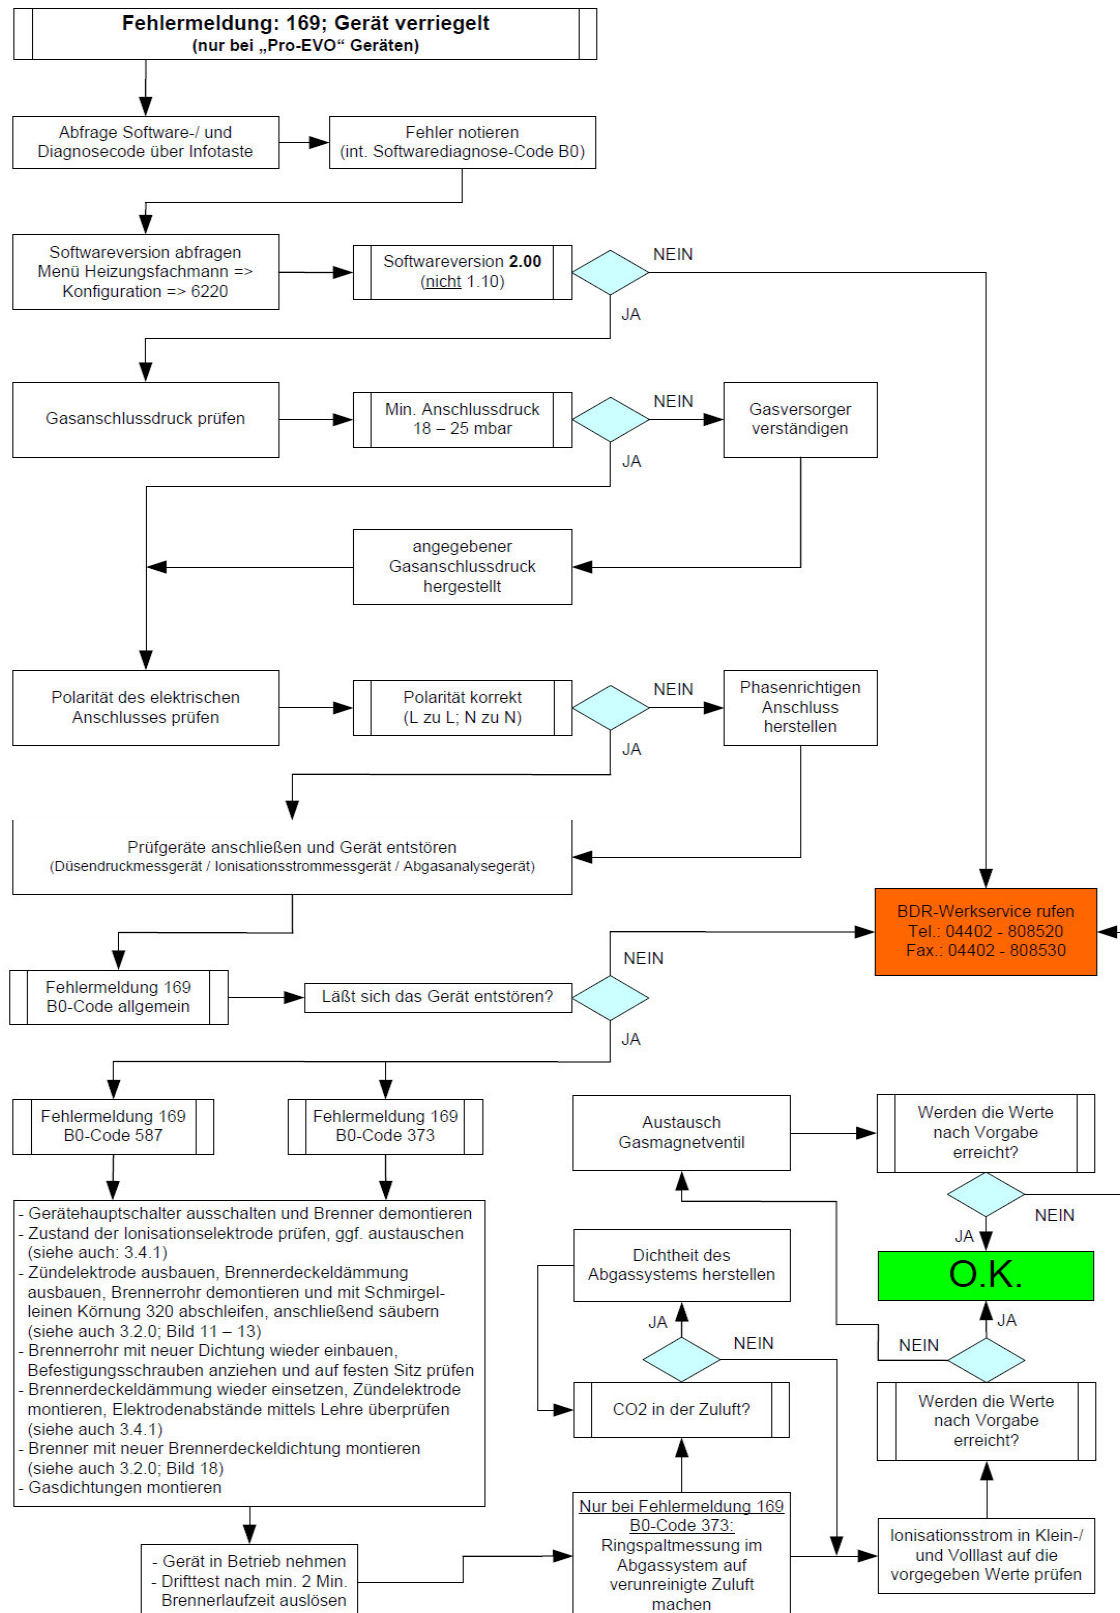 Fehlermeldung: 169; Gerät verriegelt
(nur bei „Pro-EVO“ Geräten)
Abfrage Software-/ und
Diagnosecode über Infotaste
Fehler notieren
(int. Softwarediagnose-Code B0)
Softwareversion abfragen
Menü Heizungsfachmann =>
Konfiguration => 6220
Softwareversion 2.00
(nicht 1.10)
NEIN
JA
Gasanschlussdruck prüfen
Min. Anschlussdruck
18 – 25 mbar
NEIN
JA
Gasversorger
verständigen
angegebener
Gasanschlussdruck
hergestellt
Polarität des elektrischen
Anschlusses prüfen
Polarität korrekt
(L zu L; N zu N)
NEIN
JA
Phasenrichtigen
Anschluss
herstellen
Prüfgeräte anschließen und Gerät entstören
(Düsendruckmessgerät / Ionisationsstrommessgerät / Abgasanalysegerät)
BDR-Werkservice rufen
Tel.: 04402 - 808520
Fax.: 04402 - 808530
Fehlermeldung 169
B0-Code allgemein
Läßt sich das Gerät entstören?
NEIN
JA
Fehlermeldung 169
B0-Code 587
Fehlermeldung 169
B0-Code 373
- Gerätehauptschalter ausschalten und Brenner demontieren
- Zustand der Ionisationselektrode prüfen, ggf. austauschen
(siehe auch: 3.4.1)
- Zündelektrode ausbauen, Brennerdeckeldämmung
ausbauen, Brennerrohr demontieren und mit Schmirgel-
leinen Körnung 320 abschleifen, anschließend säubern
(siehe auch 3.2.0; Bild 11 – 13)
- Brennerrohr mit neuer Dichtung wieder einbauen,
Befestigungsschrauben anziehen und auf festen Sitz prüfen
- Brennerdeckeldämmung wieder einsetzen, Zündelektrode
montieren, Elektrodenabstände mittels Lehre überprüfen
(siehe auch 3.4.1)
- Brenner mit neuer Brennerdeckeldichtung montieren
(siehe auch 3.2.0; Bild 18)
- Gasdichtungen montieren
- Gerät in Betrieb nehmen
- Drifttest nach min. 2 Min.
Brennerlaufzeit auslösen
Nur bei Fehlermeldung 169
B0-Code 373:
Ringspaltmessung im
Abgassystem auf
verunreinigte Zuluft
machen
CO2 in der Zuluft?
JA
NEIN
Dichtheit des
Abgassystems herstellen
Austausch
Gasmagnetventil
Ionisationsstrom in Klein-/
und Volllast auf die
vorgegeben Werte prüfen
Werden die Werte
nach Vorgabe
erreicht?
NEIN
JA
O.K.
JA
NEIN
Werden die Werte
nach Vorgabe
erreicht?